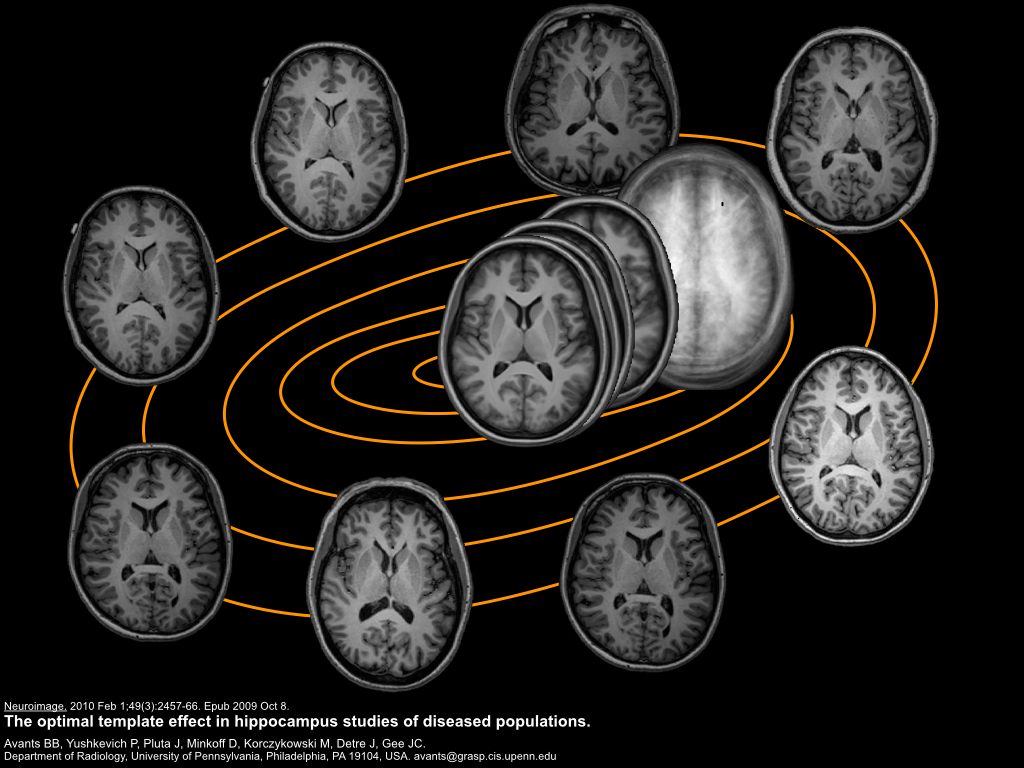 Neuroimage. 2010 Feb 1;49(3):2457-66. Epub 2009 Oct 8.
The optimal template effect in hippocampus studies of diseased populations.
Avants BB, Yushkevich P, Pluta J, Minkoff D, Korczykowski M, Detre J, Gee JC.
Department of Radiology, University of Pennsylvania, Philadelphia, PA 19104, USA. avants@grasp.cis.upenn.edu